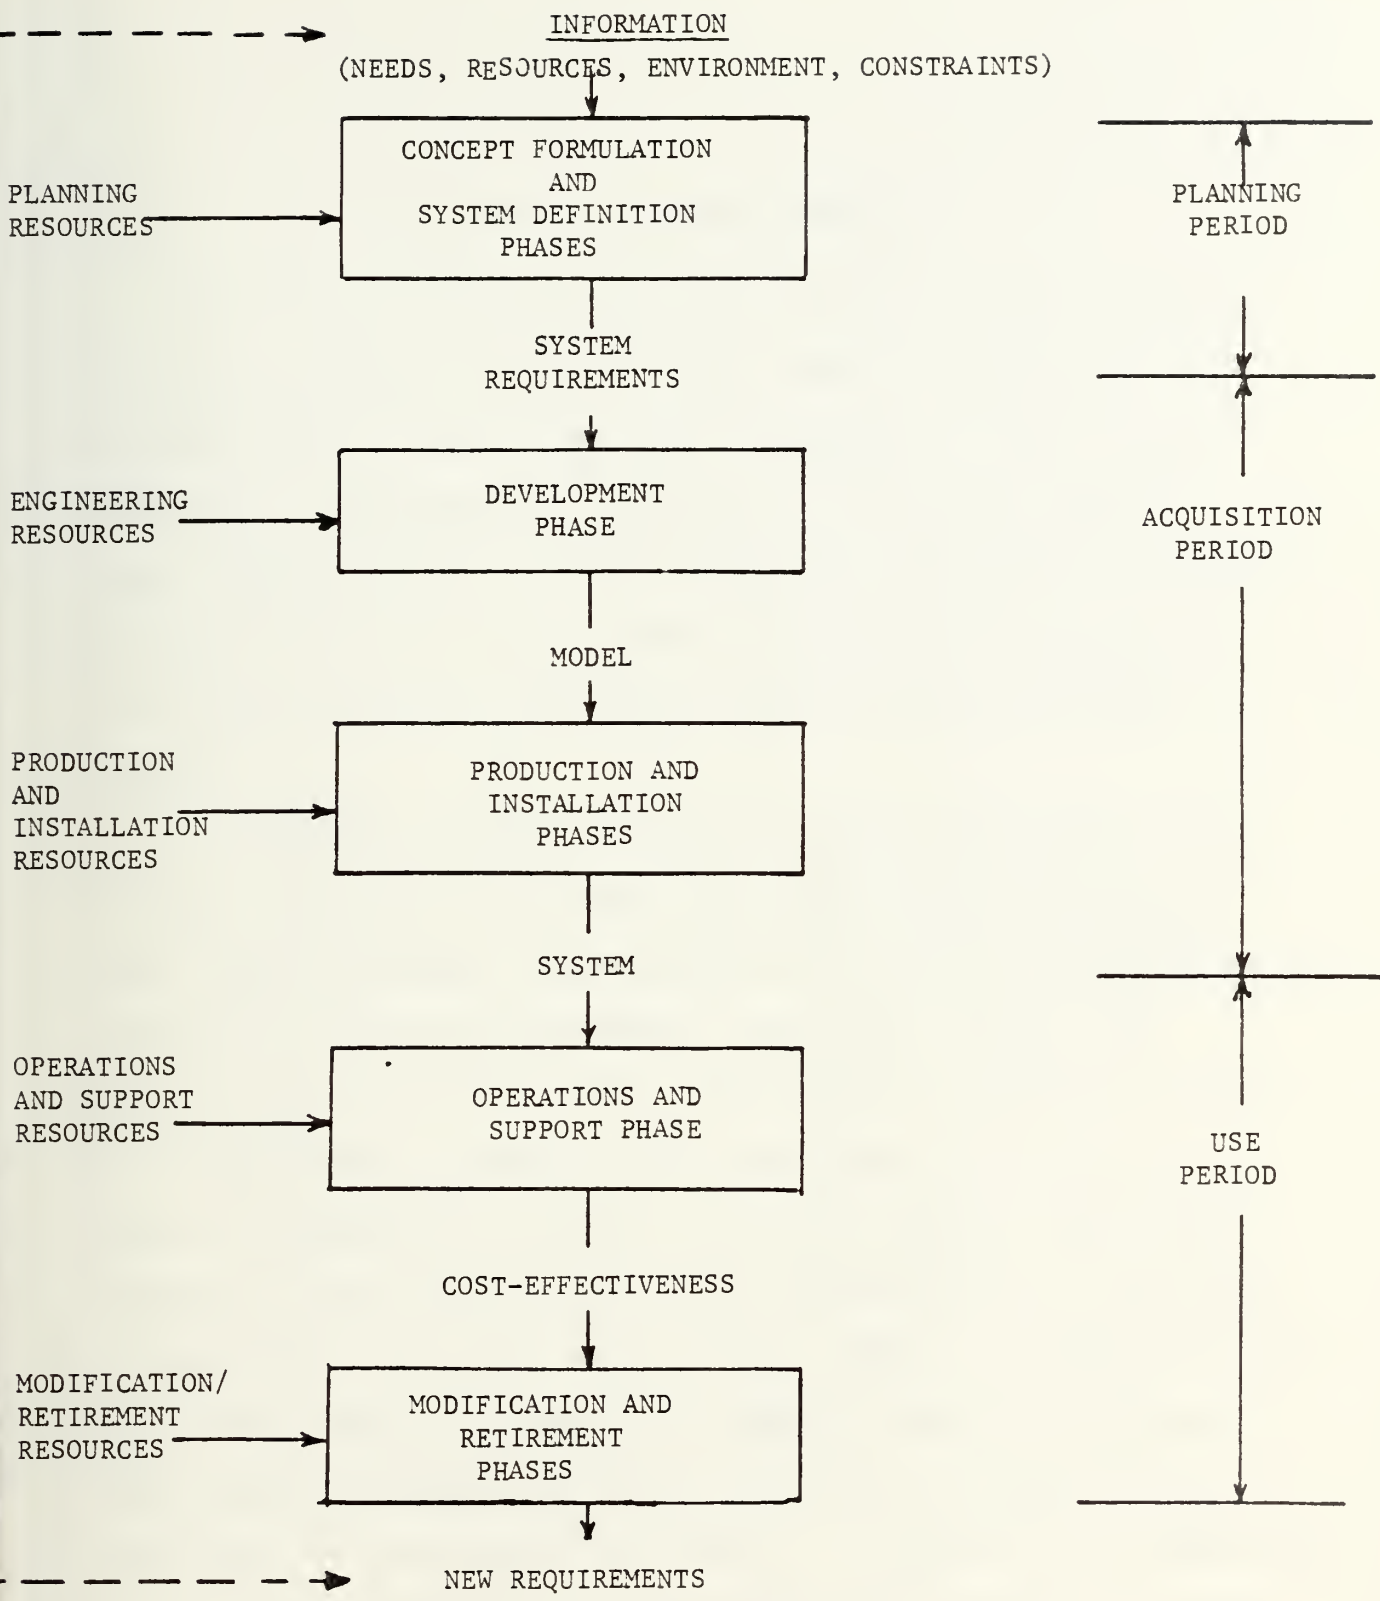 INFORMATION
(NEEDS, RESOURCES, ENVIRONMENT, CONSTRAINTS)
CONCEPT FORMULATION
AND
SYSTEM DEFINITION
PHASES
PLANNING
RESOURCES
PLANNING
PERIOD
SYSTEM
REQUIREMENTS
ENGINEERING
RESOURCES
DEVELOPMENT
PHASE
ACQUISITION
PERIOD
MODEL
PRODUCTION
AND
INSTALLATION
RESOURCES
PRODUCTION AND
INSTALLATION
PHASES
SYSTEM
OPERATIONS
AND SUPPORT
RESOURCES
OPERATIONS AND
SUPPORT PHASE
USE
PERIOD
COST-EFFECTIVENESS
MODIFICATION/
RETIREMENT
RESOURCES
MODIFICATION AND
RETIREMENT
PHASES
NEW REQUIREMENTS